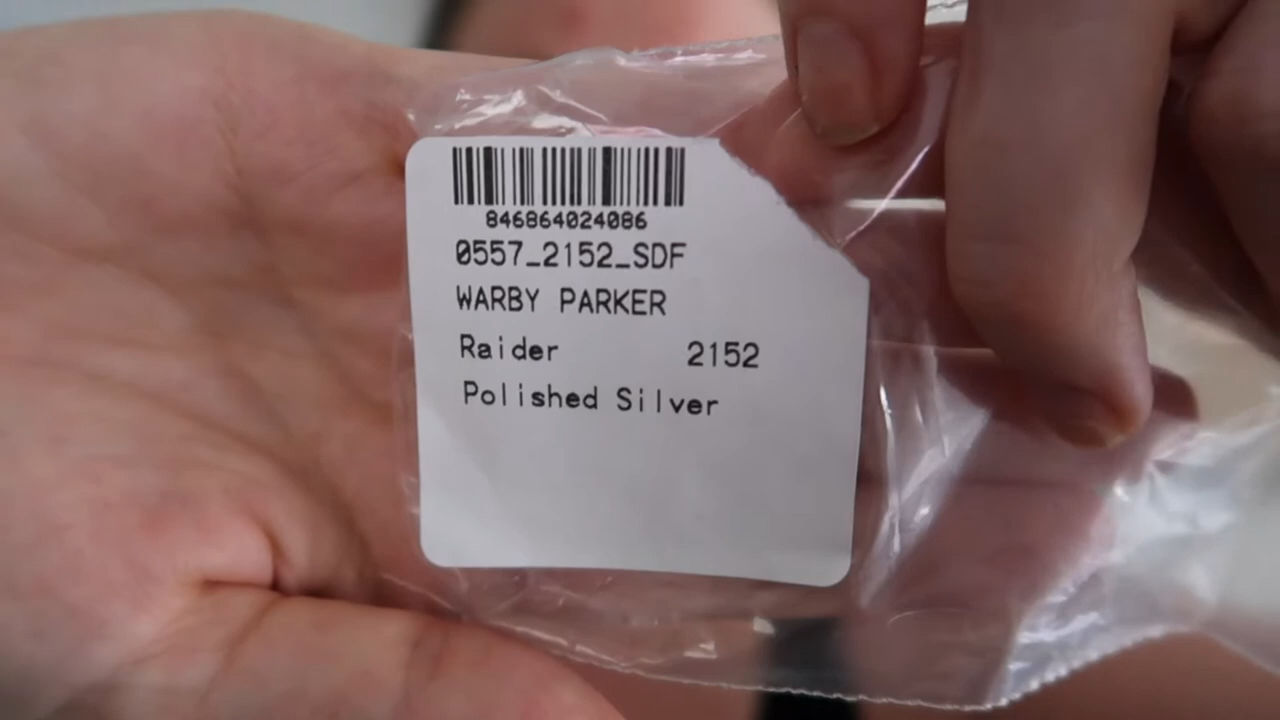 846864024086
0557_2152_SDF
WARBY PARKER
Raider 2152
Polished Silver